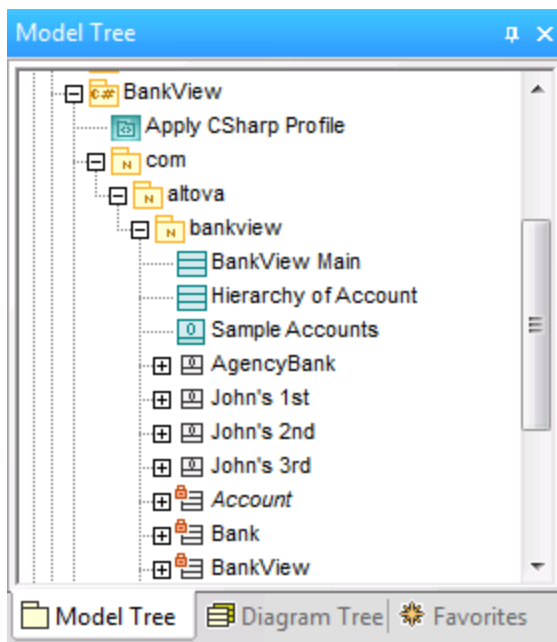 Model Tree
BankView
Apply CSharp Profile
com
altova
bankview
BankView Main
Hierarchy of Account
Sample Accounts
AgencyBank
John's 1st
John's 2nd
John's 3rd
Account
Bank
BankView
Model Tree Diagram Tree Favorites